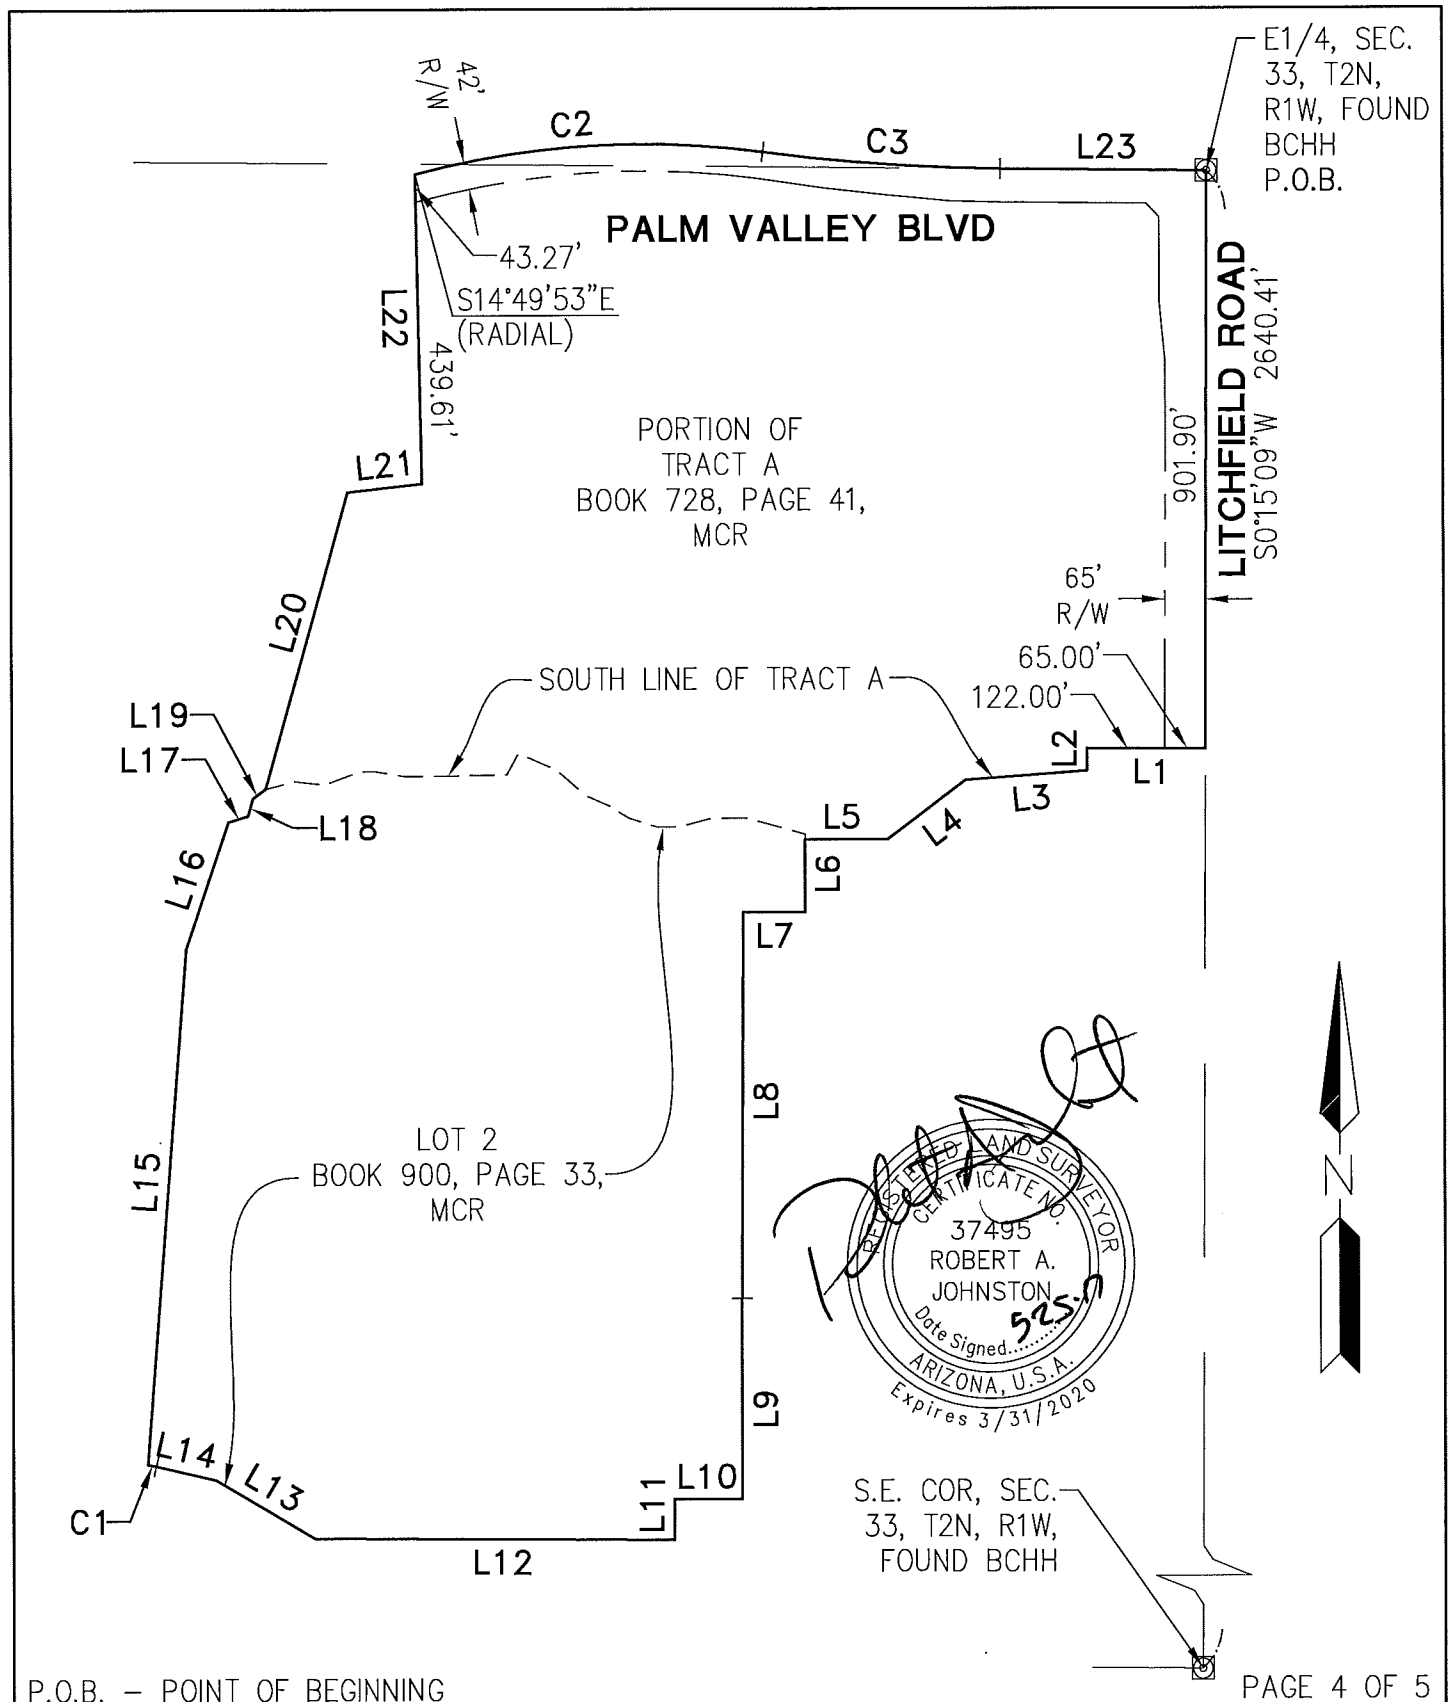 E1/4, SEC.
33, T2N,
R1W, FOUND
BCHH
P.O.B.
42'
R/W
C2
C3
L23
PALM VALLEY BLVD
43.27'
S14°49'53"E
(RADIAL)
L22
439.61'
LITCHFIELD ROAD
S0°15'09"W 2640.41'
901.90'
PORTION OF
TRACT A
BOOK 728, PAGE 41,
MCR
L21
L20
65'
R/W
65.00'
122.00'
SOUTH LINE OF TRACT A
L19
L17
L18
L2
L1
L3
L4
L5
L6
L7
L16
L8
L15
LOT 2
BOOK 900, PAGE 33,
MCR
N
REGISTERED LAND SURVEYOR
CERTIFICATE NO.
37495
ROBERT A.
JOHNSTON
Date Signed..........
ARIZONA, U.S.A.
Expires 3/31/2020
L9
L10
L11
L14
L13
C1
L12
S.E. COR, SEC.
33, T2N, R1W,
FOUND BCHH
P.O.B. – POINT OF BEGINNING
PAGE 4 OF 5